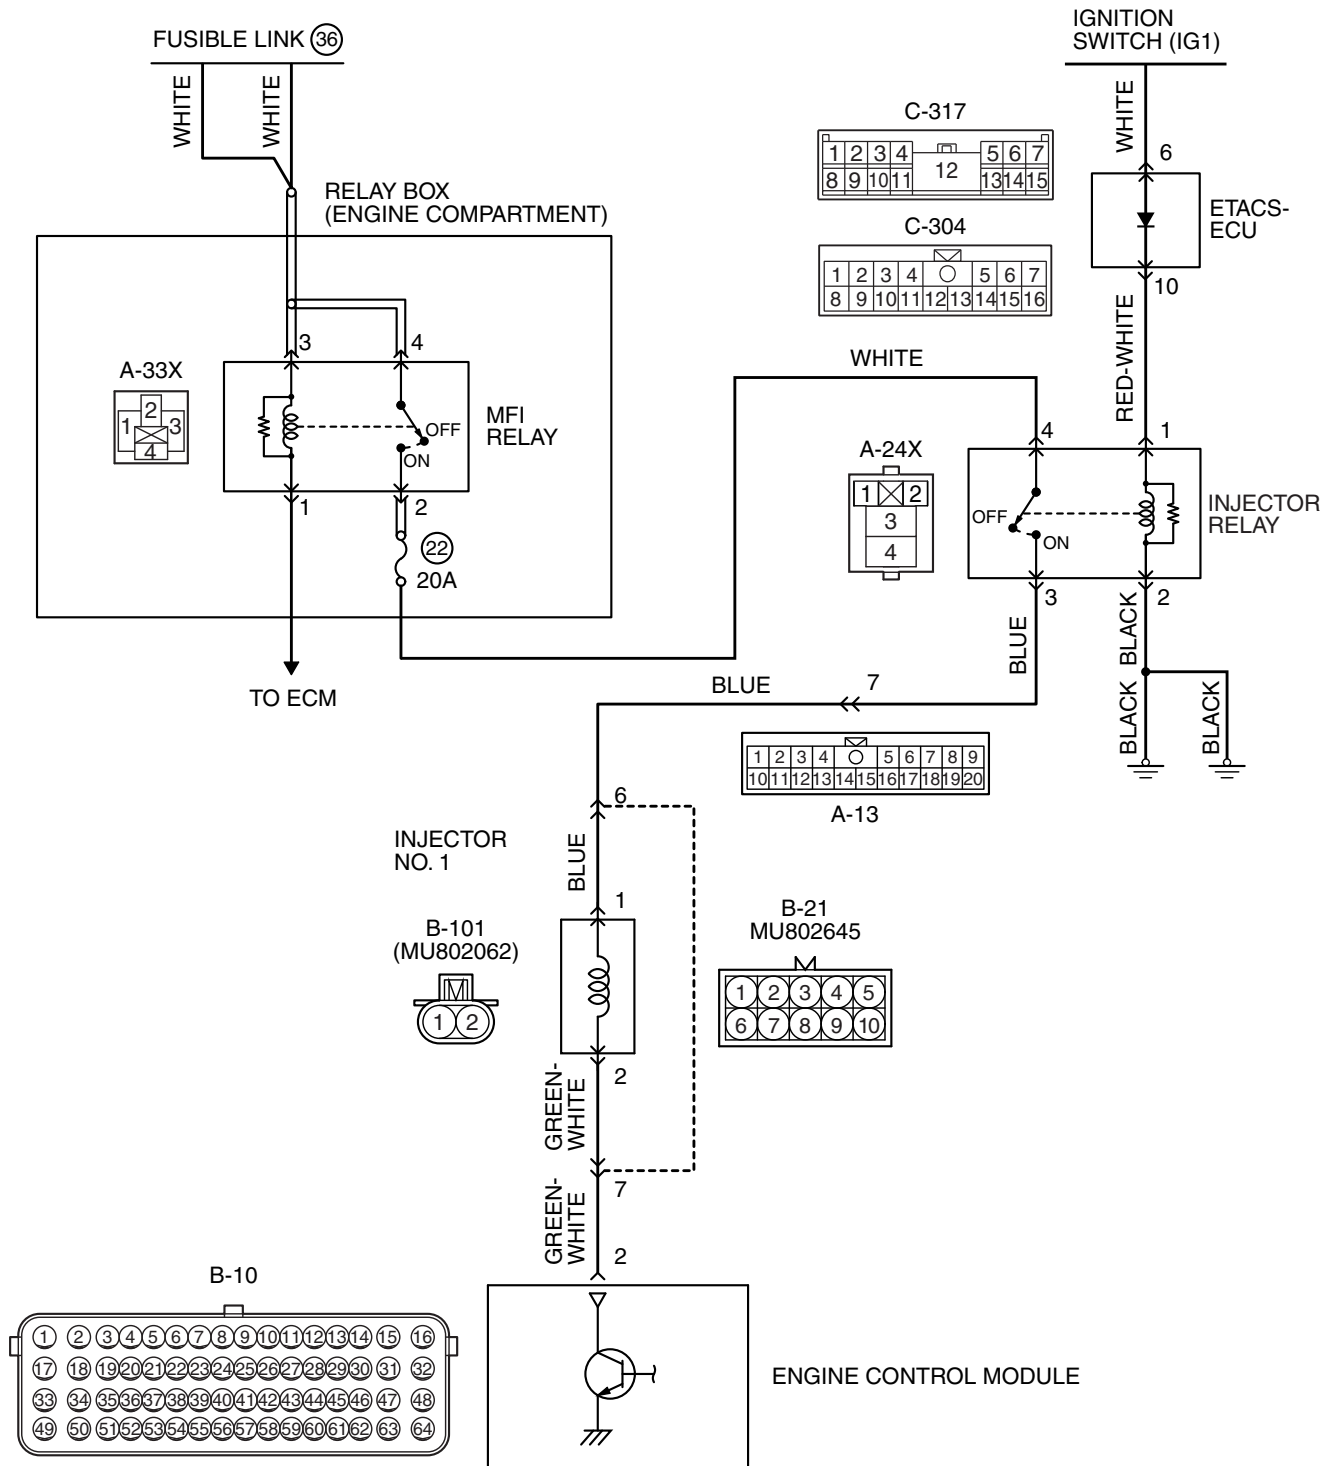 FUSIBLE LINK 36
WHITE
WHITE
RELAY BOX
(ENGINE COMPARTMENT)
3
4
A-33X
2
1
3
4
OFF
ON
MFI
RELAY
1
2
22
20A
TO ECM
IGNITION
SWITCH (IG1)
WHITE
6
ETACS-
ECU
10
RED-WHITE
C-317
1 2 3 4 12 5 6 7
8 9 10 11 13 14 15
C-304
1 2 3 4 5 6 7
8 9 10 11 12 13 14 15 16
WHITE
4
1
A-24X
1 2
3
4
OFF
ON
INJECTOR
RELAY
3
2
BLUE
BLACK
BLACK
BLACK
BLUE
7
1 2 3 4 5 6 7 8 9
10 11 12 13 14 15 16 17 18 19 20
A-13
6
BLUE
INJECTOR
NO. 1
1
B-101
(MU802062)
1 2
B-21
MU802645
1 2 3 4 5
6 7 8 9 10
2
GREEN-
WHITE
7
GREEN-
WHITE
2
B-10
1 2 3 4 5 6 7 8 9 10 11 12 13 14 15 16
17 18 19 20 21 22 23 24 25 26 27 28 29 30 31 32
33 34 35 36 37 38 39 40 41 42 43 44 45 46 47 48
49 50 51 52 53 54 55 56 57 58 59 60 61 62 63 64
ENGINE CONTROL MODULE